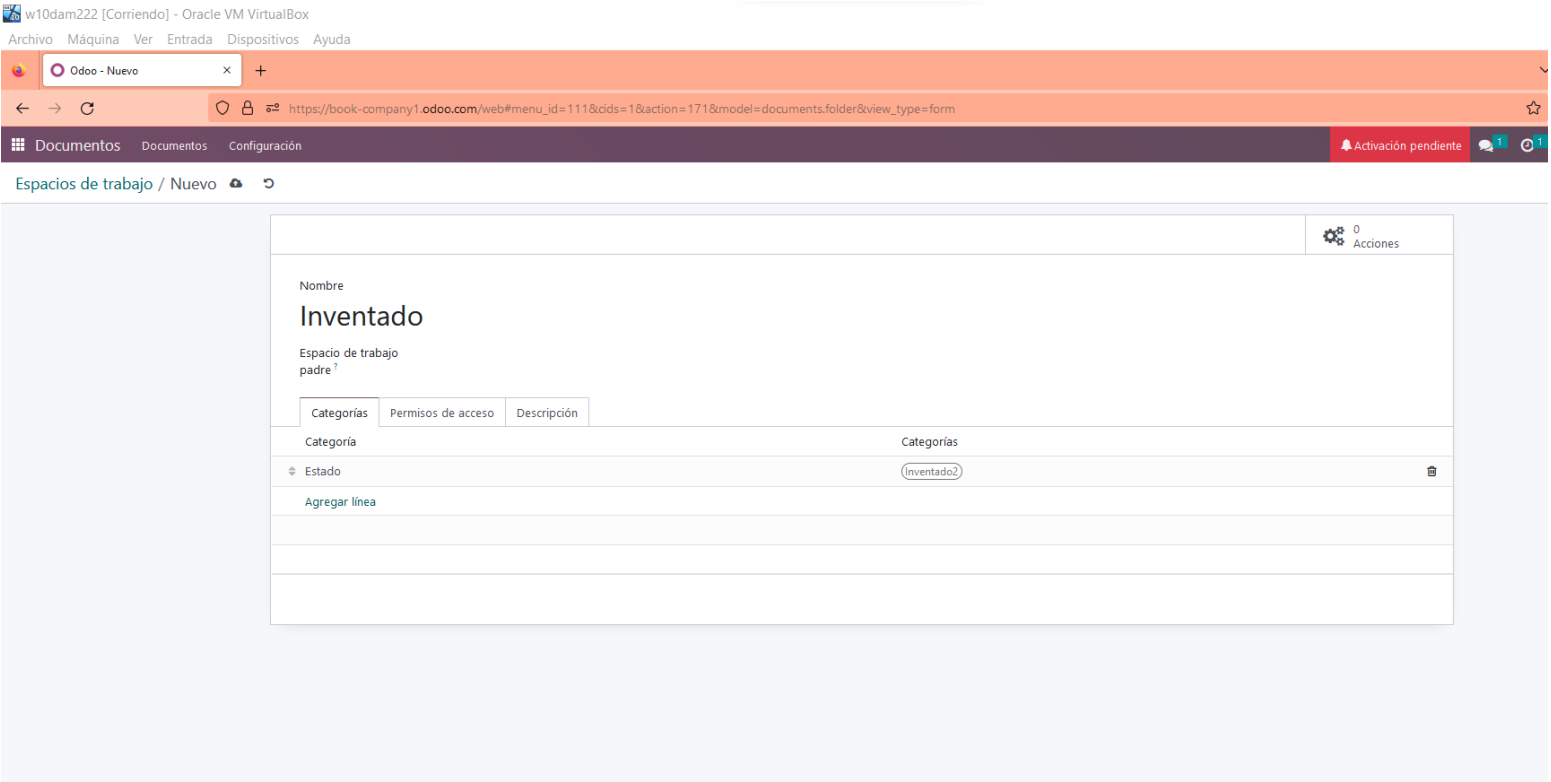 w10dam222 [Corriendo] - Oracle VM VirtualBox
Archivo Máquina Ver Entrada Dispositivos Ayuda
Odoo - Nuevo
https://book-company1.odoo.com/web#menu_id=111&cids=1&action=171&model=documents.folder&view_type=form
Documentos Documentos Configuración Activación pendiente 1 1
Espacios de trabajo / Nuevo
0
Acciones
Nombre
Inventado
Espacio de trabajo
padre ?
Categorías Permisos de acceso Descripción
Categoría Categorías
Estado Inventado2
Agregar línea